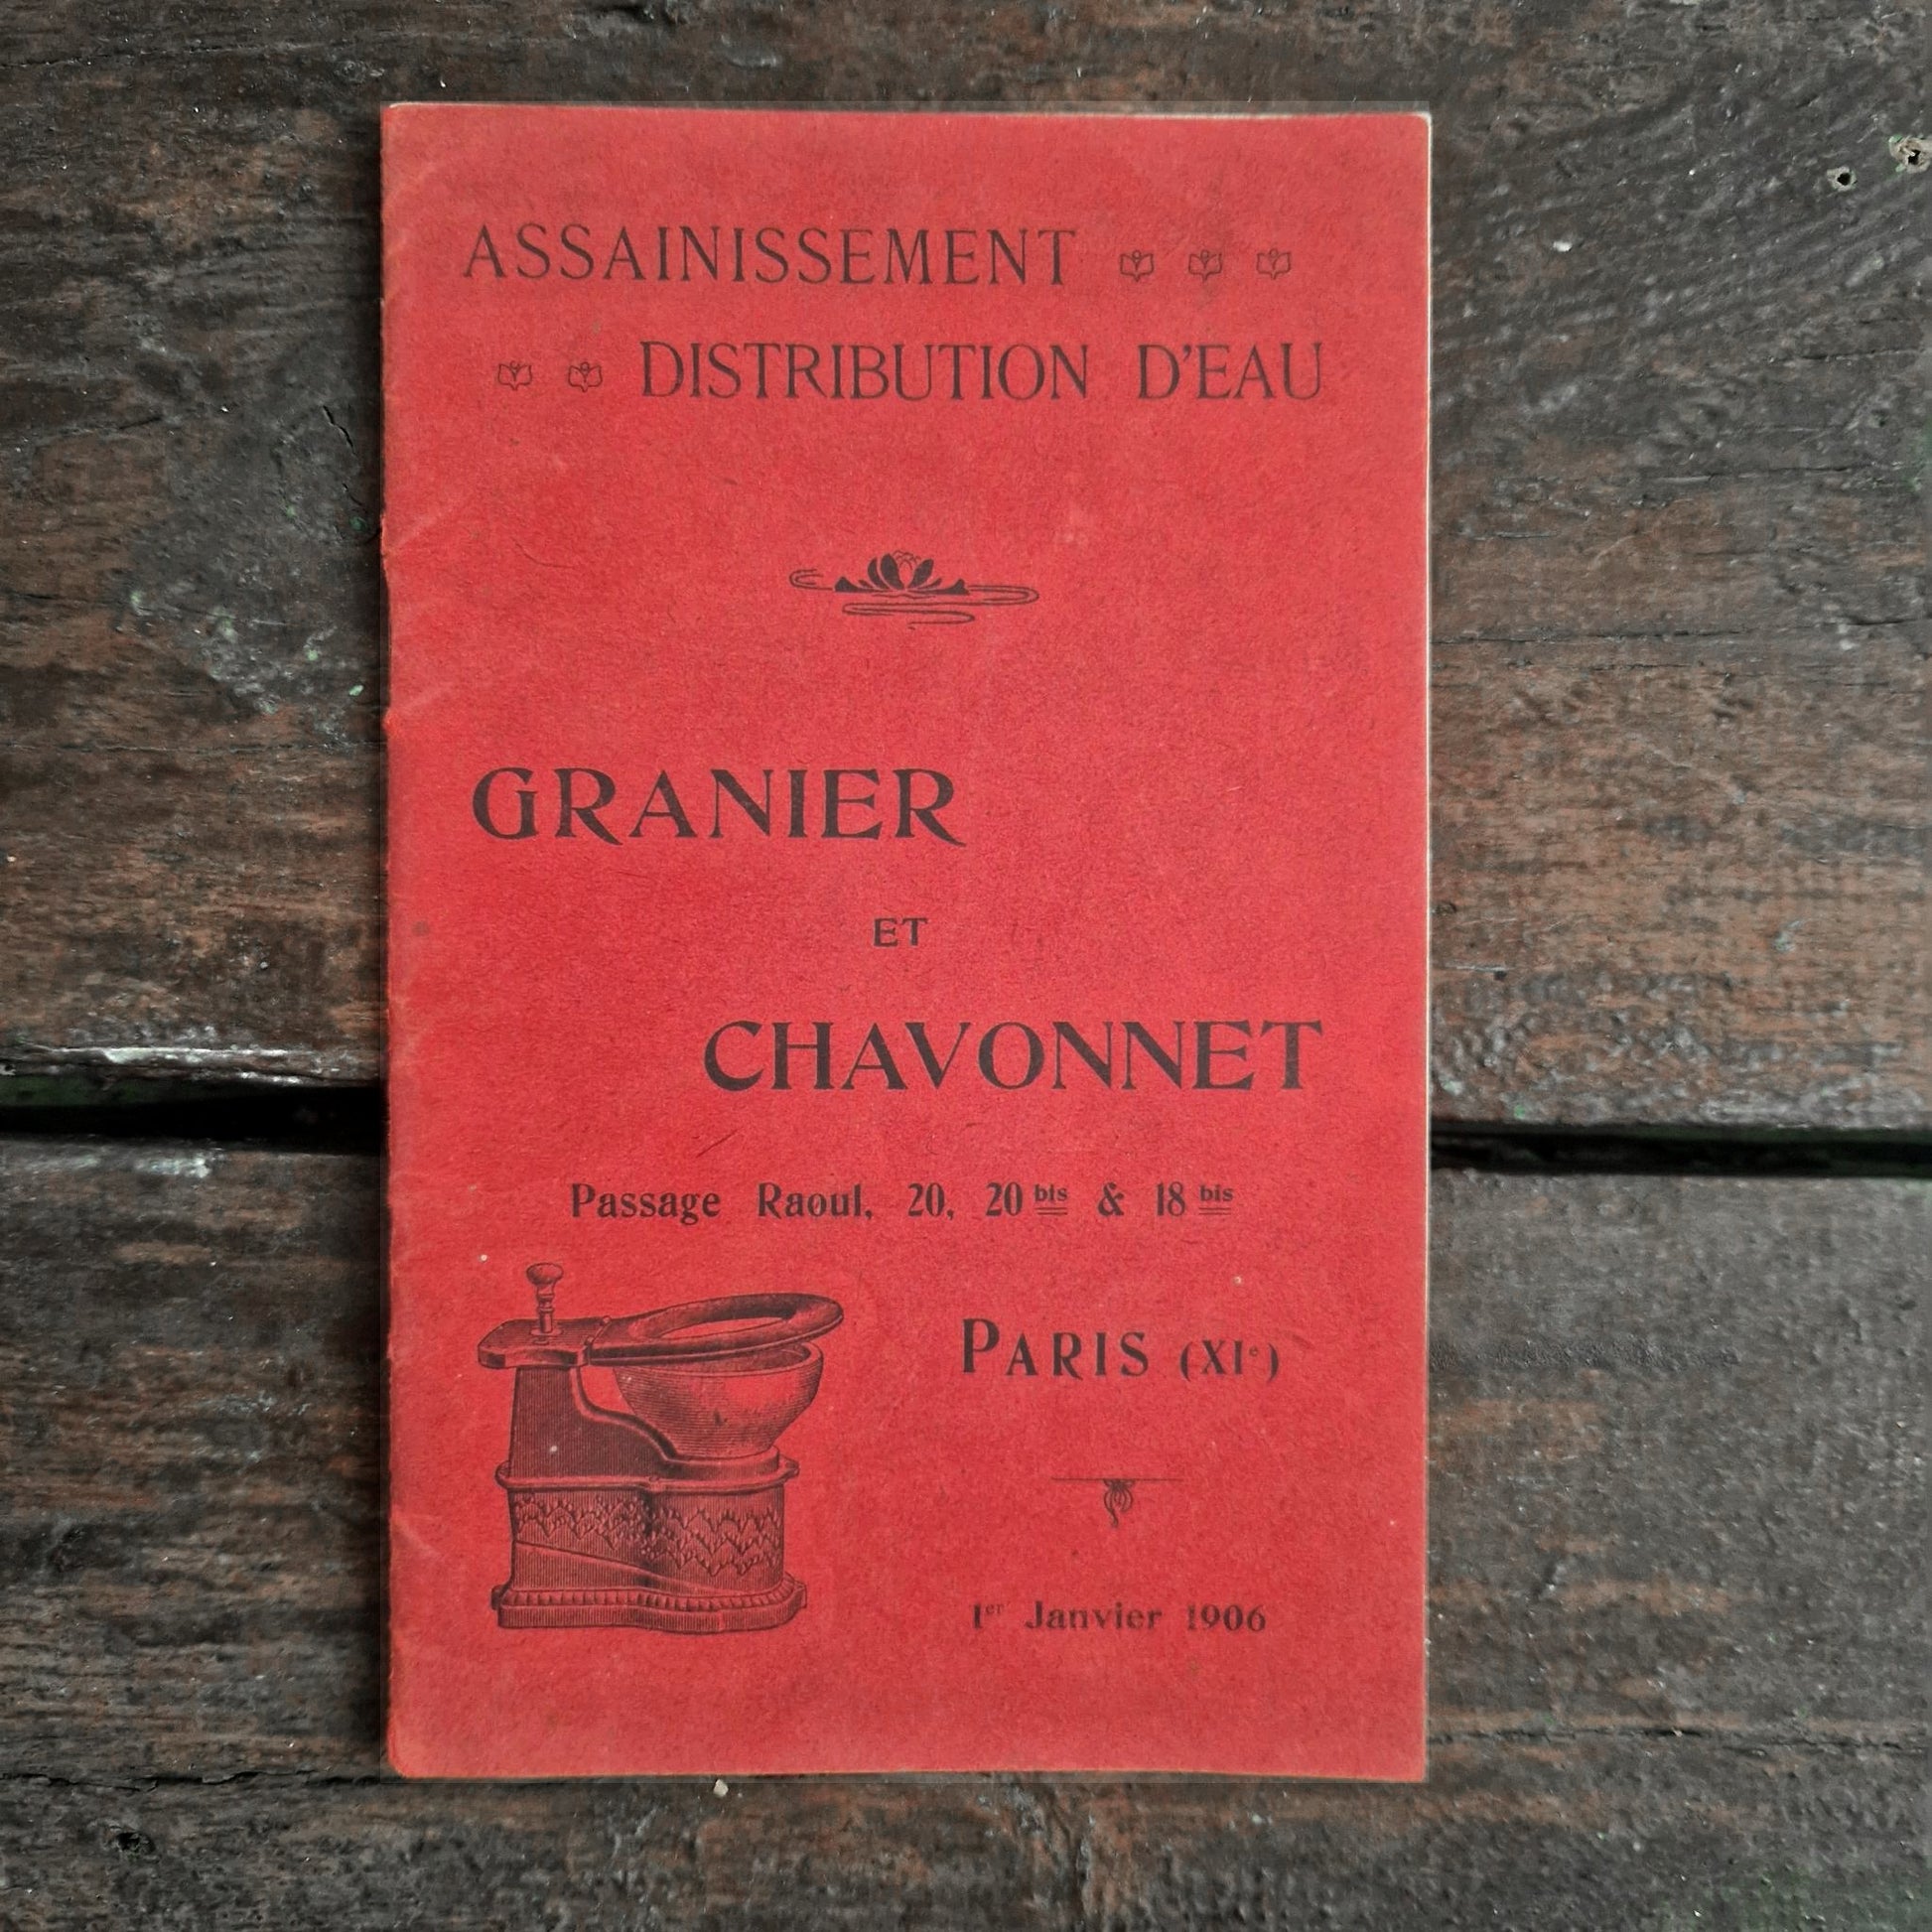 ASSAINISSEMENT
DISTRIBUTION D'EAU
GRANIER
ET
CHAVONNET
Passage Raoul, 20, 20 bis & 18 bis
PARIS (XIe)
1er Janvier 1906